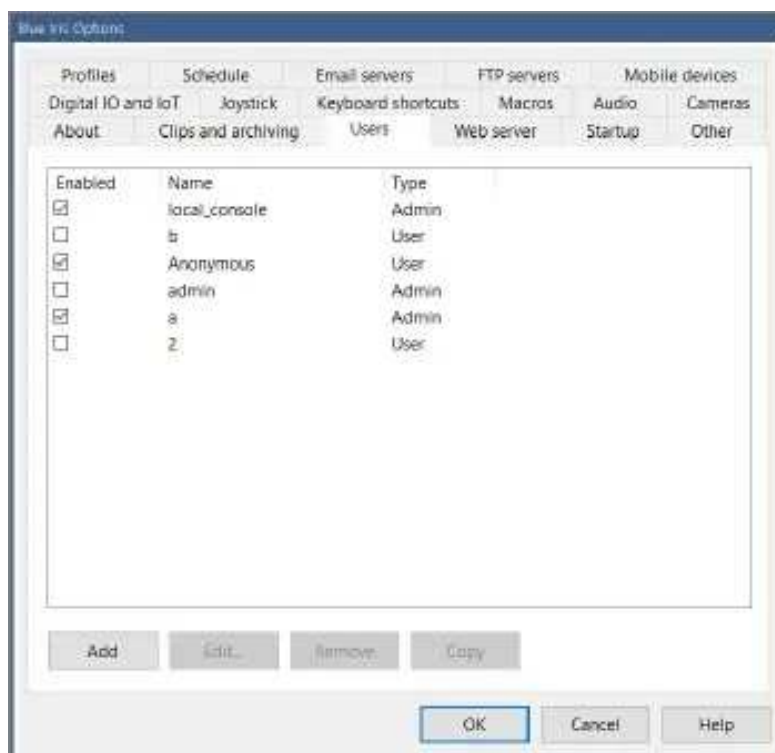 Blue Iris Options
Profiles Schedule Email servers FTP servers Mobile devices
Digital IO and IoT Joystick Keyboard shortcuts Macros Audio Cameras
About Clips and archiving Users Web server Startup Other
Enabled Name Type
local_console Admin
b User
Anonymous User
admin Admin
a Admin
2 User
Add Edit... Remove Copy
OK Cancel Help